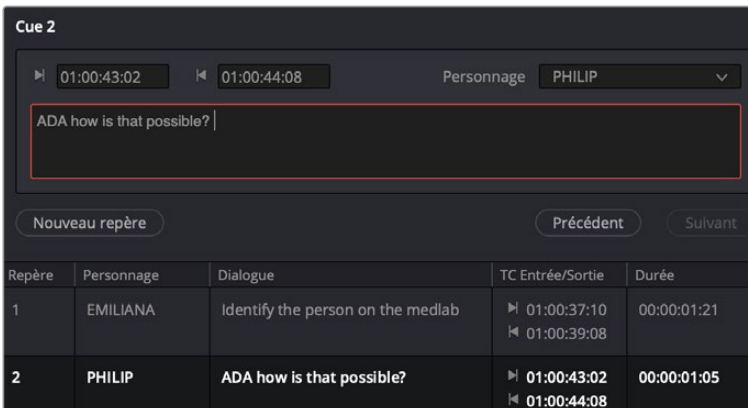 Cue 2
01:00:43:02 01:00:44:08 Personnage PHILIP
ADA how is that possible?
Nouveau repère Précédent Suivant
Repère Personnage Dialogue TC Entrée/Sortie Durée
1 EMILIANA Identify the person on the medlab 01:00:37:10 00:00:01:21
01:00:39:08
2 PHILIP ADA how is that possible? 01:00:43:02 00:00:01:05
01:00:44:08